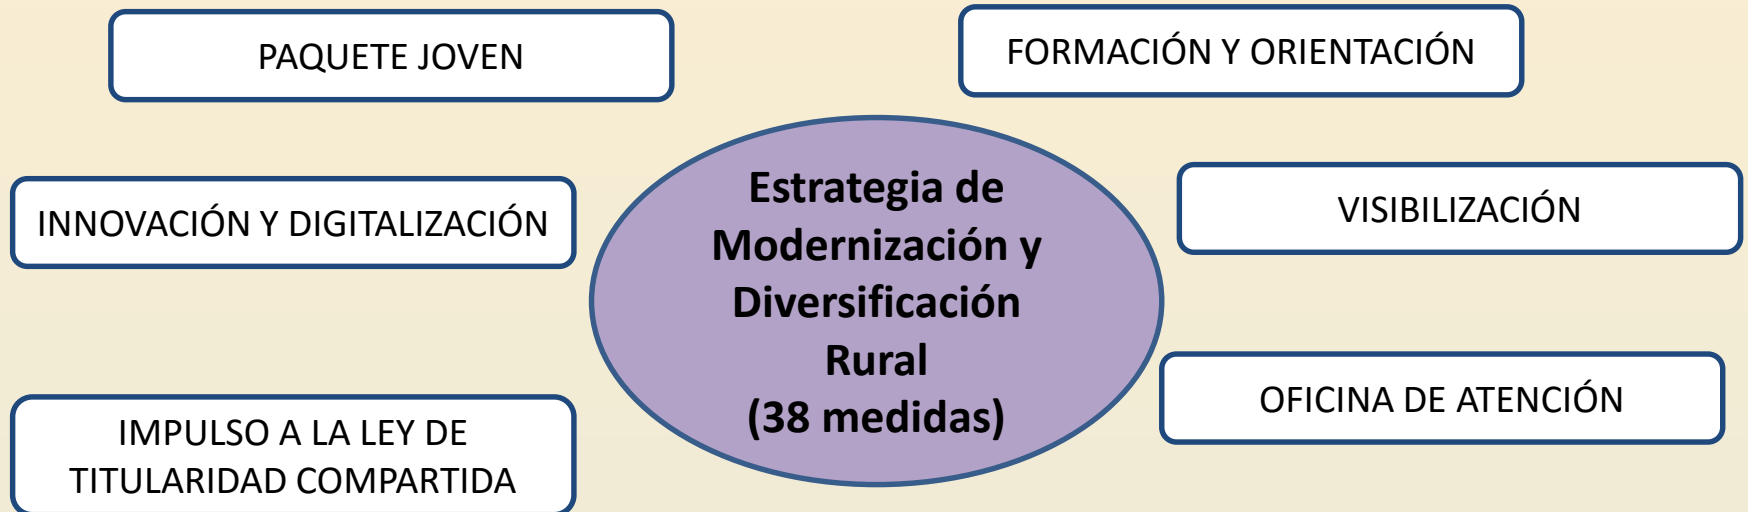 PAQUETE JOVEN
FORMACIÓN Y ORIENTACIÓN
INNOVACIÓN Y DIGITALIZACIÓN
Estrategia de
Modernización y
Diversificación
Rural
(38 medidas)
VISIBILIZACIÓN
IMPULSO A LA LEY DE
TITULARIDAD COMPARTIDA
OFICINA DE ATENCIÓN